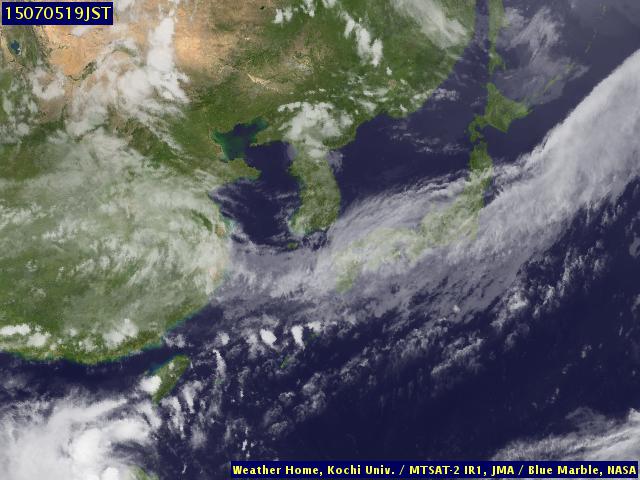 15070519JST
Weather Home, Kochi Univ. / MTSAT-2 IR1, JMA / Blue Marble, NASA